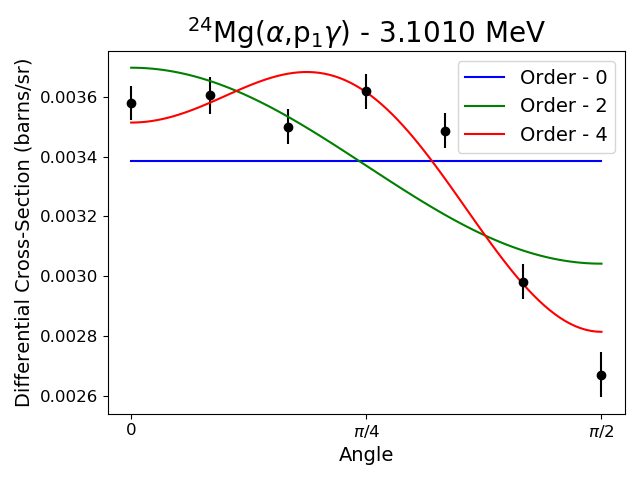 ²⁴Mg(α,p₁γ) - 3.1010 MeV
Order - 0
Order - 2
Order - 4
Differential Cross-Section (barns/sr)
0.0036
0.0034
0.0032
0.0030
0.0028
0.0026
0
π/4
π/2
Angle